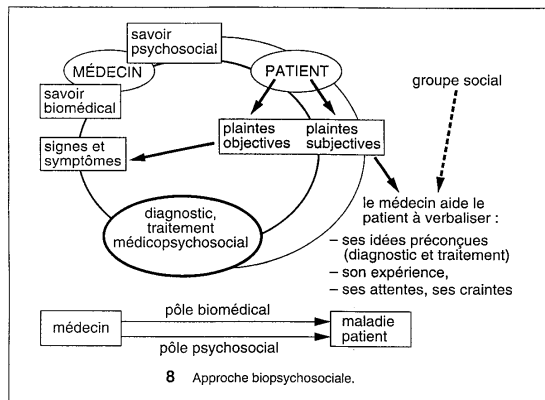 savoir
psychosocial
MÉDECIN
PATIENT
savoir
biomédical
groupe social
signes et
symptômes
plaintes plaintes
objectives subjectives
le médecin aide le
patient à verbaliser :
diagnostic,
traitement
médicopsychosocial
– ses idées préconçues
(diagnostic et traitement)
– son expérience,
– ses attentes, ses craintes
pôle biomédical
médecin
maladie
patient
pôle psychosocial
8 Approche biopsychosociale.